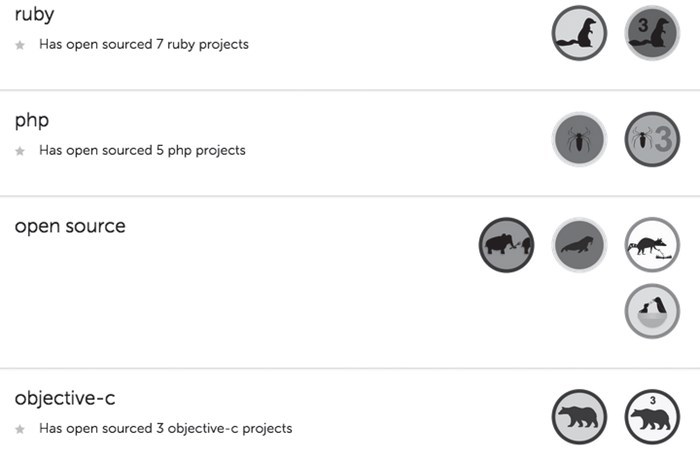 ruby
Has open sourced 7 ruby projects
3
php
Has open sourced 5 php projects
3
open source
objective-c
Has open sourced 3 objective-c projects
3